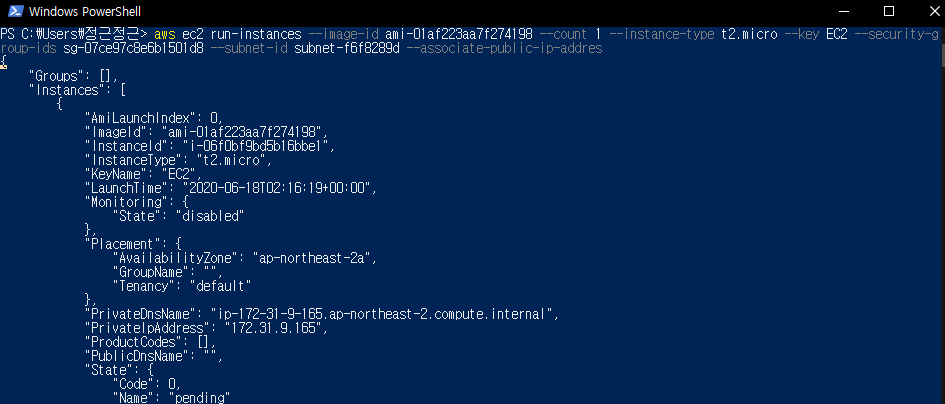 Windows PowerShell
PS C:\Users\정근정근> aws ec2 run-instances --image-id ami-01af223aa7f274198 --count 1 --instance-type t2.micro --key EC2 --security-g
roup-ids sg-07ce97c8e6b1501d8 --subnet-id subnet-f6f8289d --associate-public-ip-addres
{
    "Groups": [],
    "Instances": [
        {
            "AmiLaunchIndex": 0,
            "ImageId": "ami-01af223aa7f274198",
            "InstanceId": "i-06f0bf9bd5b16bbe1",
            "InstanceType": "t2.micro",
            "KeyName": "EC2",
            "LaunchTime": "2020-06-18T02:16:19+00:00",
            "Monitoring": {
                "State": "disabled"
            },
            "Placement": {
                "AvailabilityZone": "ap-northeast-2a",
                "GroupName": "",
                "Tenancy": "default"
            },
            "PrivateDnsName": "ip-172-31-9-165.ap-northeast-2.compute.internal",
            "PrivateIpAddress": "172.31.9.165",
            "ProductCodes": [],
            "PublicDnsName": "",
            "State": {
                "Code": 0,
                "Name": "pending"